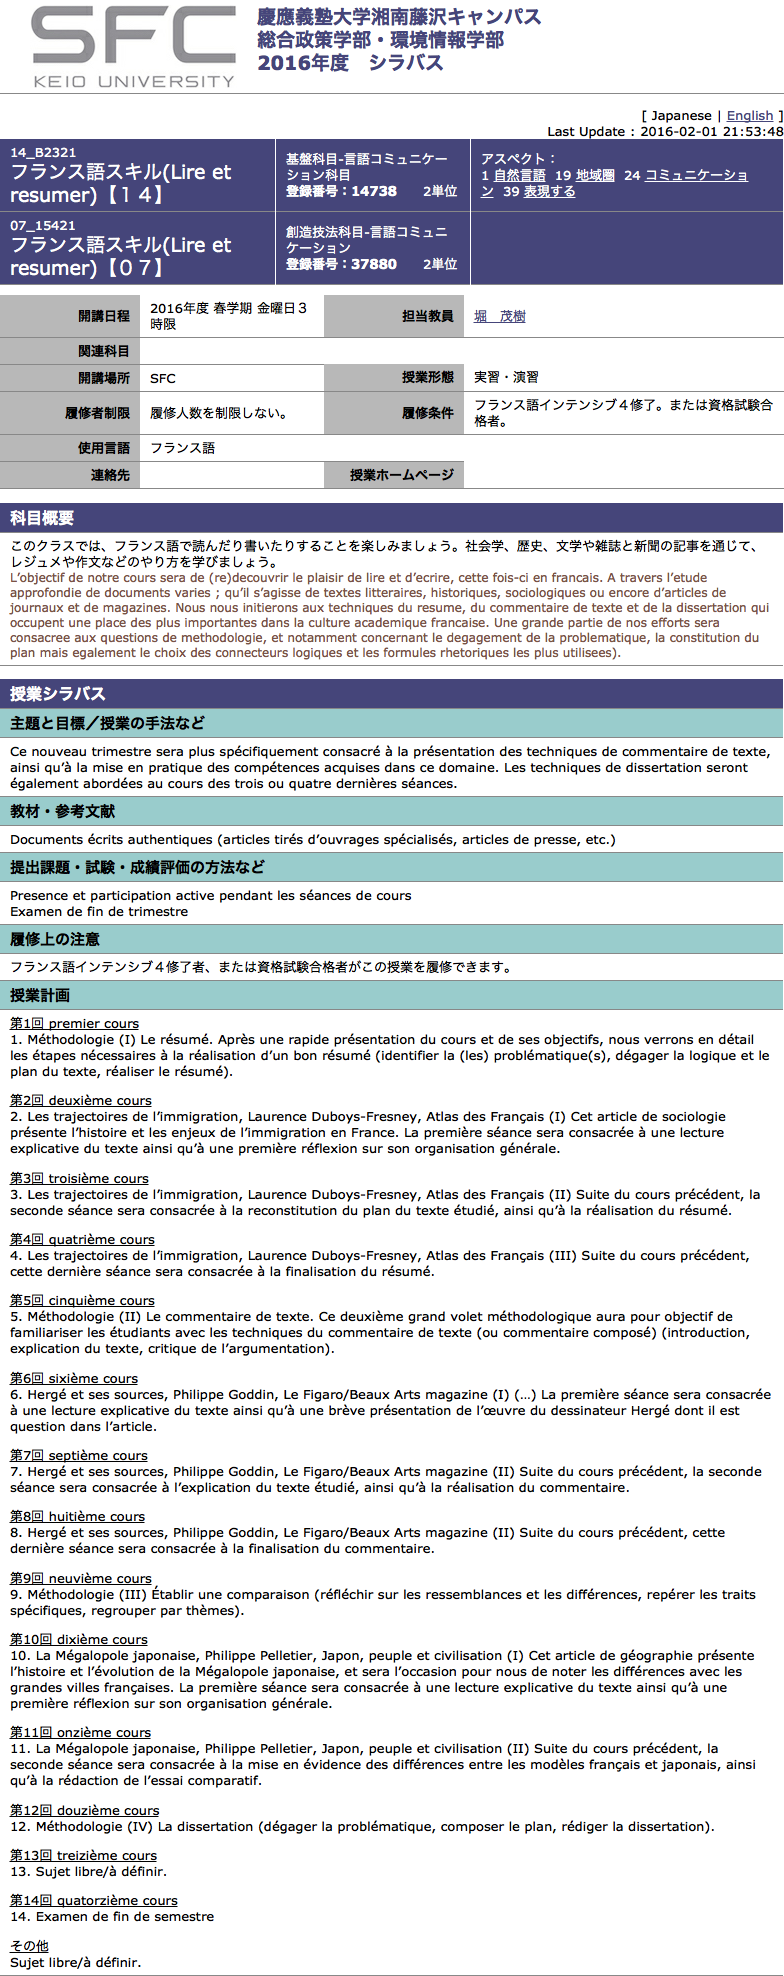 SFC
KEIO UNIVERSITY
慶應義塾大学湘南藤沢キャンパス
総合政策学部・環境情報学部
2016年度　シラバス
[ Japanese | English ]
Last Update : 2016-02-01 21:53:48
14_B2321
フランス語スキル(Lire et
resumer)【１４】
基盤科目-言語コミュニケー
ション科目
登録番号：14738 2単位
アスペクト：
1 自然言語 19 地域圏 24 コミュニケーショ
ン 39 表現する
07_15421
フランス語スキル(Lire et
resumer)【０７】
創造技法科目-言語コミュニ
ケーション
登録番号：37880 2単位
開講日程 2016年度 春学期 金曜日３
時限
担当教員 堀　茂樹
関連科目
開講場所 SFC 授業形態 実習・演習
履修者制限 履修人数を制限しない。 履修条件 フランス語インテンシブ４修了。または資格試験合
格者。
使用言語 フランス語
連絡先 授業ホームページ
科目概要
このクラスでは、フランス語で読んだり書いたりすることを楽しみましょう。社会学、歴史、文学や雑誌と新聞の記事を通じて、
レジュメや作文などのやり方を学びましょう。
L’objectif de notre cours sera de (re)decouvrir le plaisir de lire et d’ecrire, cette fois-ci en francais. A travers l’etude
approfondie de documents varies ; qu’il s’agisse de textes litteraires, historiques, sociologiques ou encore d’articles de
journaux et de magazines. Nous nous initierons aux techniques du resume, du commentaire de texte et de la dissertation qui
occupent une place des plus importantes dans la culture academique francaise. Une grande partie de nos efforts sera
consacree aux questions de methodologie, et notamment concernant le degagement de la problematique, la constitution du
plan mais egalement le choix des connecteurs logiques et les formules rhetoriques les plus utilisees).
授業シラバス
主題と目標／授業の手法など
Ce nouveau trimestre sera plus spécifiquement consacré à la présentation des techniques de commentaire de texte,
ainsi qu’à la mise en pratique des compétences acquises dans ce domaine. Les techniques de dissertation seront
également abordées au cours des trois ou quatre dernières séances.
教材・参考文献
Documents écrits authentiques (articles tirés d’ouvrages spécialisés, articles de presse, etc.)
提出課題・試験・成績評価の方法など
Presence et participation active pendant les séances de cours
Examen de fin de trimestre
履修上の注意
フランス語インテンシブ４修了者、または資格試験合格者がこの授業を履修できます。
授業計画
第1回 premier cours
1. Méthodologie (I) Le résumé. Après une rapide présentation du cours et de ses objectifs, nous verrons en détail
les étapes nécessaires à la réalisation d’un bon résumé (identifier la (les) problématique(s), dégager la logique et le
plan du texte, réaliser le résumé).
第2回 deuxième cours
2. Les trajectoires de l’immigration, Laurence Duboys-Fresney, Atlas des Français (I) Cet article de sociologie
présente l’histoire et les enjeux de l’immigration en France. La première séance sera consacrée à une lecture
explicative du texte ainsi qu’à une première réflexion sur son organisation générale.
第3回 troisième cours
3. Les trajectoires de l’immigration, Laurence Duboys-Fresney, Atlas des Français (II) Suite du cours précédent, la
seconde séance sera consacrée à la reconstitution du plan du texte étudié, ainsi qu’à la réalisation du résumé.
第4回 quatrième cours
4. Les trajectoires de l’immigration, Laurence Duboys-Fresney, Atlas des Français (III) Suite du cours précédent,
cette dernière séance sera consacrée à la finalisation du résumé.
第5回 cinquième cours
5. Méthodologie (II) Le commentaire de texte. Ce deuxième grand volet méthodologique aura pour objectif de
familiariser les étudiants avec les techniques du commentaire de texte (ou commentaire composé) (introduction,
explication du texte, critique de l’argumentation).
第6回 sixième cours
6. Hergé et ses sources, Philippe Goddin, Le Figaro/Beaux Arts magazine (I) (…) La première séance sera consacrée
à une lecture explicative du texte ainsi qu’à une brève présentation de l’œuvre du dessinateur Hergé dont il est
question dans l’article.
第7回 septième cours
7. Hergé et ses sources, Philippe Goddin, Le Figaro/Beaux Arts magazine (II) Suite du cours précédent, la seconde
séance sera consacrée à l’explication du texte étudié, ainsi qu’à la réalisation du commentaire.
第8回 huitième cours
8. Hergé et ses sources, Philippe Goddin, Le Figaro/Beaux Arts magazine (II) Suite du cours précédent, cette
dernière séance sera consacrée à la finalisation du commentaire.
第9回 neuvième cours
9. Méthodologie (III) Établir une comparaison (réfléchir sur les ressemblances et les différences, repérer les traits
spécifiques, regrouper par thèmes).
第10回 dixième cours
10. La Mégalopole japonaise, Philippe Pelletier, Japon, peuple et civilisation (I) Cet article de géographie présente
l’histoire et l’évolution de la Mégalopole japonaise, et sera l’occasion pour nous de noter les différences avec les
grandes villes françaises. La première séance sera consacrée à une lecture explicative du texte ainsi qu’à une
première réflexion sur son organisation générale.
第11回 onzième cours
11. La Mégalopole japonaise, Philippe Pelletier, Japon, peuple et civilisation (II) Suite du cours précédent, la
seconde séance sera consacrée à la mise en évidence des différences entre les modèles français et japonais, ainsi
qu’à la rédaction de l’essai comparatif.
第12回 douzième cours
12. Méthodologie (IV) La dissertation (dégager la problématique, composer le plan, rédiger la dissertation).
第13回 treizième cours
13. Sujet libre/à définir.
第14回 quatorzième cours
14. Examen de fin de semestre
その他
Sujet libre/à définir.